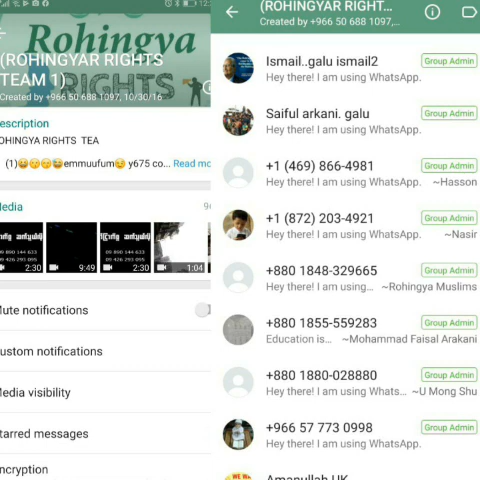 Rohingya
(ROHINGYAR RIGHTS
TEAM 1)
RIGHTS
Created by +966 50 688 1097, 10/30/16
escription
OHINGYA RIGHTS TEA
(1)😄😙😙😅emmuufum😒 y675 co... Read mo
ledia
2:30
9:49
2:30
1:04
lute notifications
ustom notifications
ledia visibility
tarred messages
ncryption
(ROHINGYAR RIGHT...
Created by +966 50 688 1097,...
Ismail..galu ismail2
Group Admin
Hey there! I am using WhatsApp.
Saiful arkani. galu
Group Admin
Hey there! I am using WhatsApp.
+1 (469) 866-4981
Group Admin
Hey there! I am using WhatsApp. ~Hasson
+1 (872) 203-4921
Group Admin
Hey there! I am using WhatsApp. ~Nasir
+880 1848-329665
Group Admin
Hey there! I am using... ~Rohingya Muslims
+880 1855-559283
Group Admin
Education is... ~Mohammad Faisal Arakani
+880 1880-028880
Group Admin
Hey there! I am using Whats... ~U Mong Shu
+966 57 773 0998
Group Admin
Hey there! I am using WhatsApp.
Amanullah UK